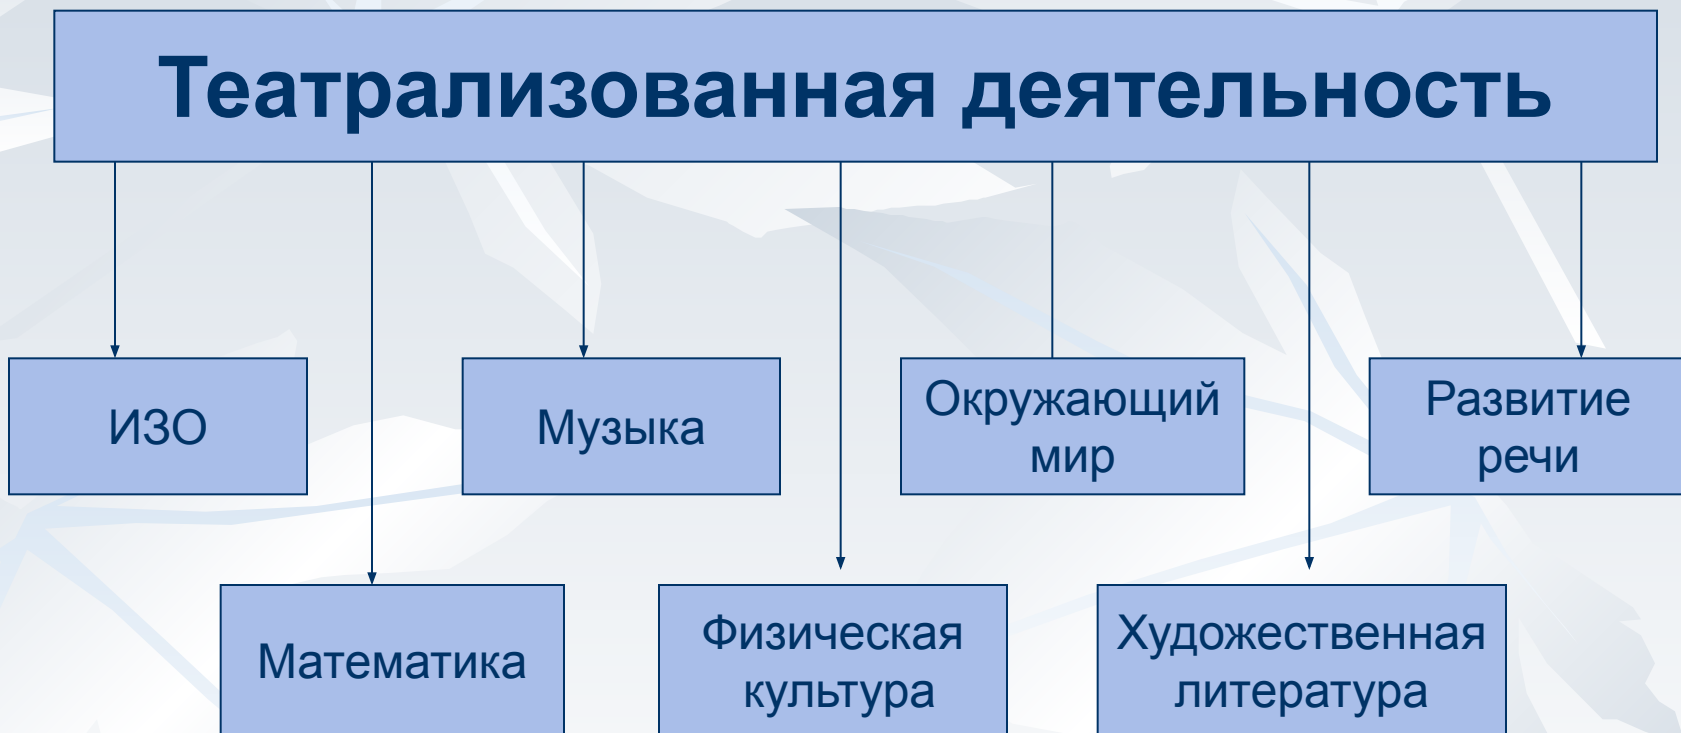 Театрализованная деятельность
ИЗО
Музыка
Окружающий
мир
Развитие
речи
Математика
Физическая
культура
Художественная
литература